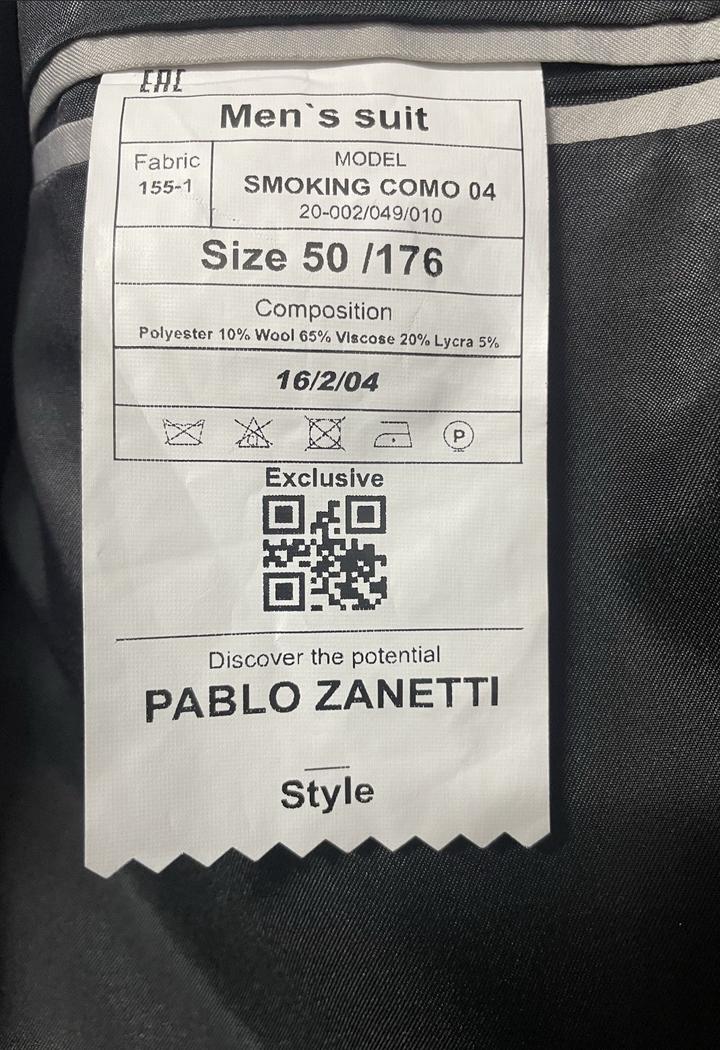 EAC
Men`s suit
Fabric
155-1
MODEL
SMOKING COMO 04
20-002/049/010
Size 50 /176
Composition
Polyester 10% Wool 65% Viscose 20% Lycra 5%
16/2/04
P
Exclusive
Discover the potential
PABLO ZANETTI
Style